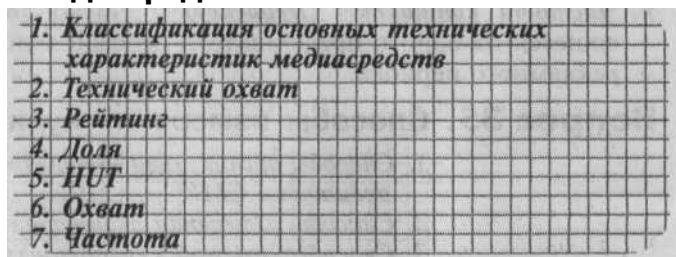 1. Классификация основных технических
характеристик медиасредств
2. Технический охват
3. Рейтинг
4. Доля
5. HUT
6. Охват
7. Частота